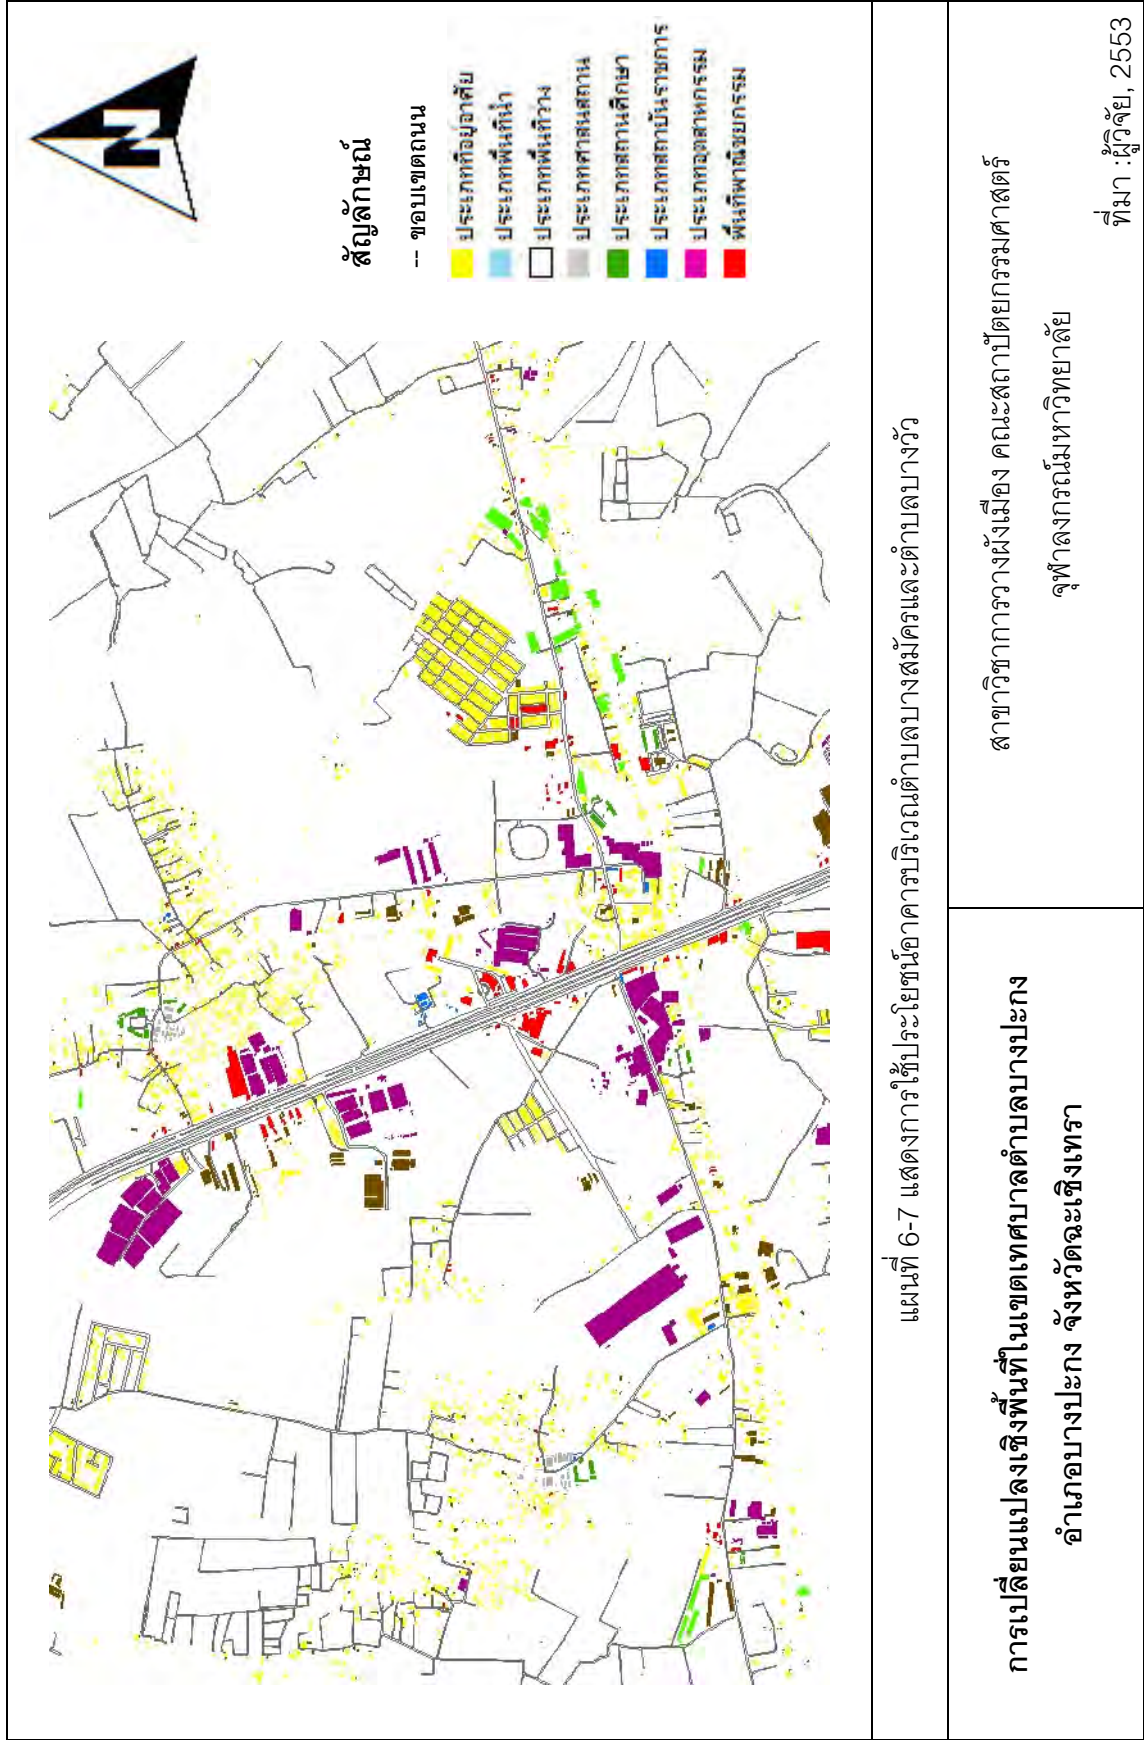 N
สัญลักษณ์
-- ขอบเขตถนน
ประเภทที่อยู่อาศัย
ประเภทพื้นที่น้ำ
ประเภทพื้นที่ว่าง
ประเภทศาสนสถาน
ประเภทสถานศึกษา
ประเภทสถาบันราชการ
ประเภทอุตสาหกรรม
พื้นที่พาณิชยกรรม
แผนที่ 6-7 แสดงการใช้ประโยชน์อาคารบริเวณตำบลบางสมัครและตำบลบางวัว
การเปลี่ยนแปลงเชิงพื้นที่ในเขตเทศบาลตำบลบางปะกง
อำเภอบางปะกง จังหวัดฉะเชิงเทรา
สาขาวิชาการวางผังเมือง คณะสถาปัตยกรรมศาสตร์
จุฬาลงกรณ์มหาวิทยาลัย
ที่มา :ผู้วิจัย, 2553